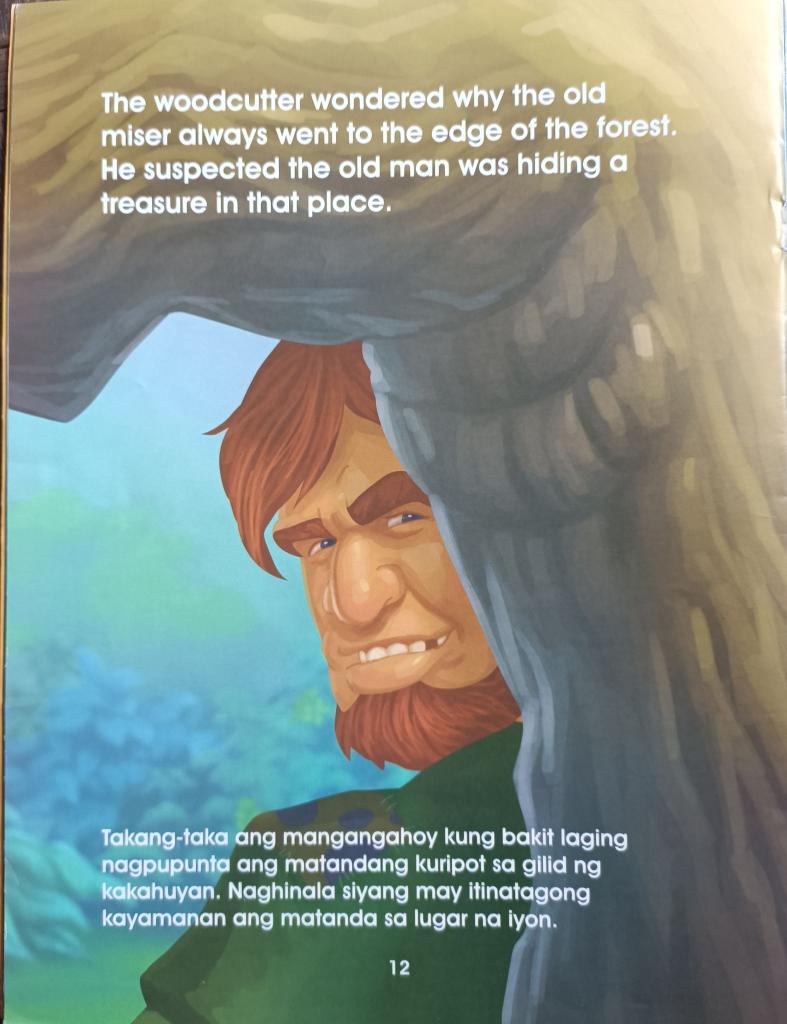 The woodcutter wondered why the old
miser always went to the edge of the forest.
He suspected the old man was hiding a
treasure in that place.
Takang-taka ang mangangahoy kung bakit laging
nagpupunta ang matandang kuripot sa gilid ng
kakahuyan. Naghinala siyang may itinatagong
kayamanan ang matanda sa lugar na iyon.
12